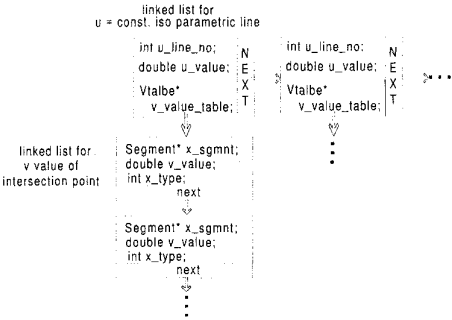 linked list for
u = const. iso parametric line
int u_line_no;
double u_value;
Vtalbe*
v_value_table;
NEXT
int u_line_no;
double u_value;
Vtalbe*
v_value_table;
NEXT
linked list for
v value of
intersection point
Segment* x_sgmnt;
double v_value;
int x_type;
next
Segment* x_sgmnt;
double v_value;
int x_type;
next